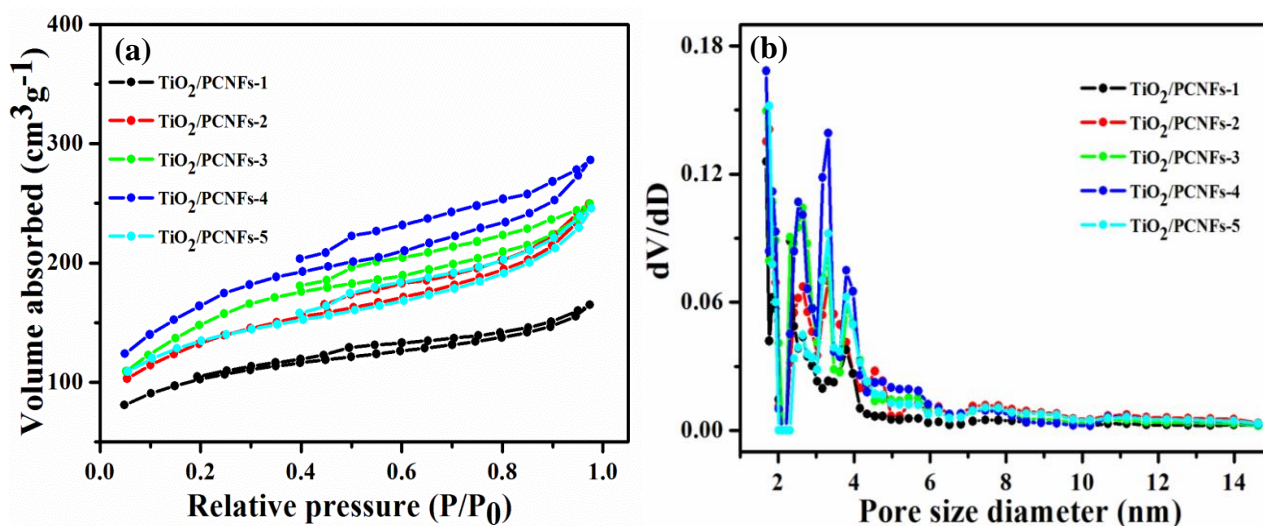 (a)
Volume absorbed (cm³g⁻¹)
400
300
200
100
TiO₂/PCNFs-1
TiO₂/PCNFs-2
TiO₂/PCNFs-3
TiO₂/PCNFs-4
TiO₂/PCNFs-5
0.0 0.2 0.4 0.6 0.8 1.0
Relative pressure (P/P₀)
(b)
dV/dD
0.18
0.12
0.06
0.00
TiO₂/PCNFs-1
TiO₂/PCNFs-2
TiO₂/PCNFs-3
TiO₂/PCNFs-4
TiO₂/PCNFs-5
2 4 6 8 10 12 14
Pore size diameter (nm)